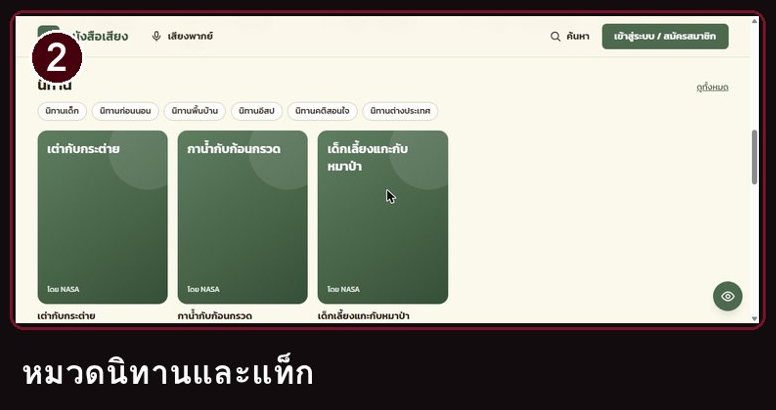 2
หนังสือเสียง
เสียงพากย์
ค้นหา
เข้าสู่ระบบ / สมัครสมาชิก
นิทาน
ดูทั้งหมด
นิทานเด็ก
นิทานก่อนนอน
นิทานพื้นบ้าน
นิทานอีสป
นิทานคติสอนใจ
นิทานต่างประเทศ
เต่ากับกระต่าย
กาน้ำกับก้อนกรวด
เด็กเลี้ยงแกะกับ
หมาป่า
โดย NASA
โดย NASA
โดย NASA
เต่ากับกระต่าย
กาน้ำกับก้อนกรวด
เด็กเลี้ยงแกะกับหมาป่า
หมวดนิทานและแท็ก